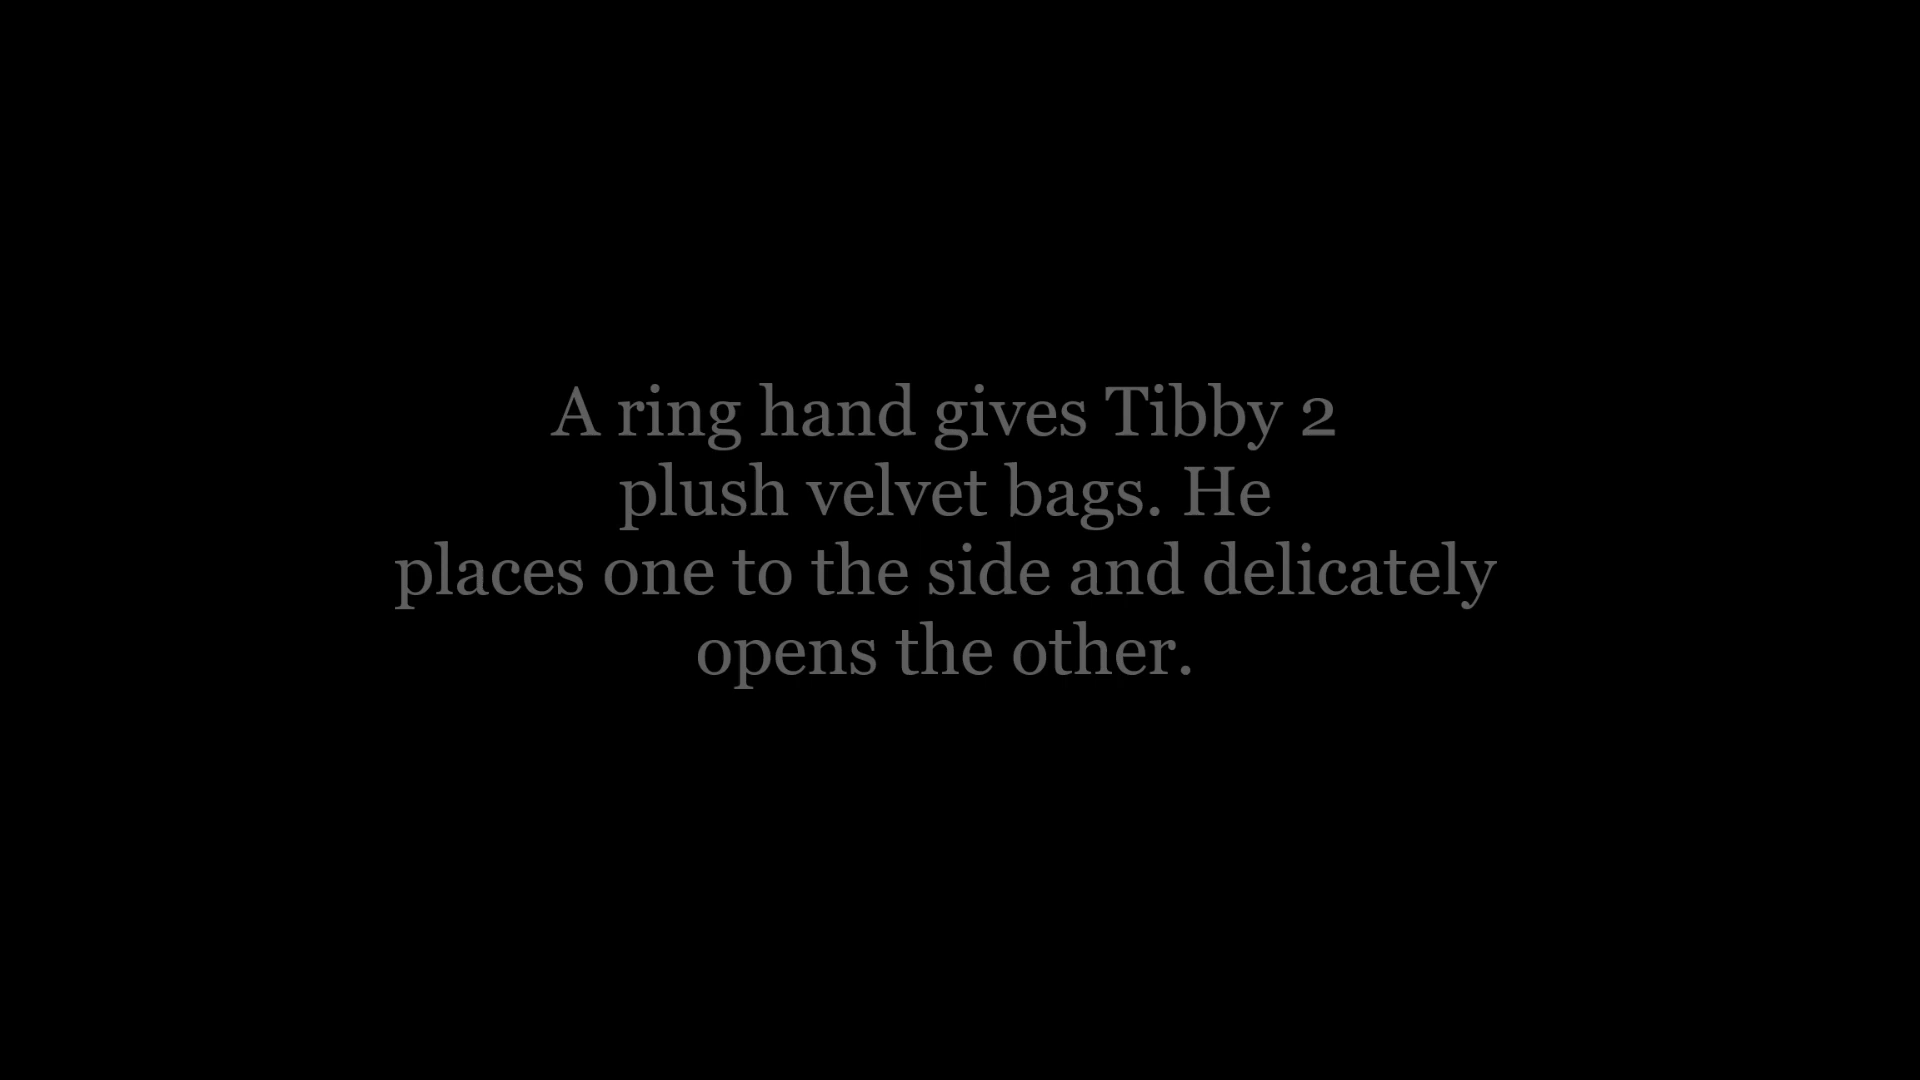 A ring hand gives Tibby 2
plush velvet bags. He
places one to the side and delicately
opens the other.